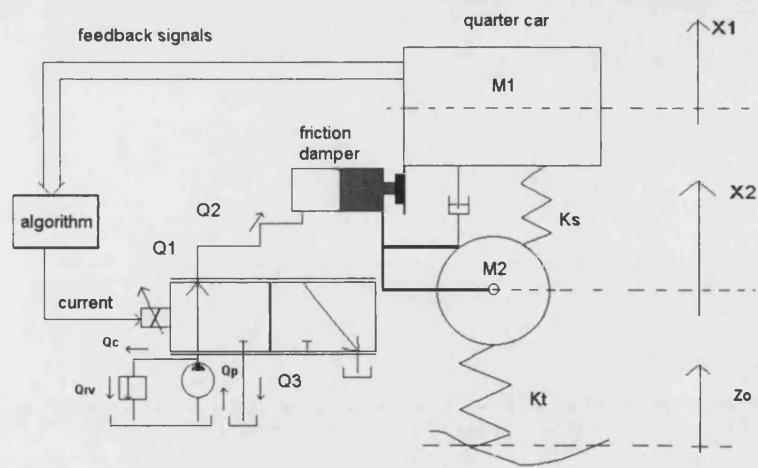 quarter car
X1
feedback signals
M1
friction
damper
X2
algorithm
Q2
Ks
Q1
M2
current
Qc
Qrv
Qp
Q3
Kt
Zo